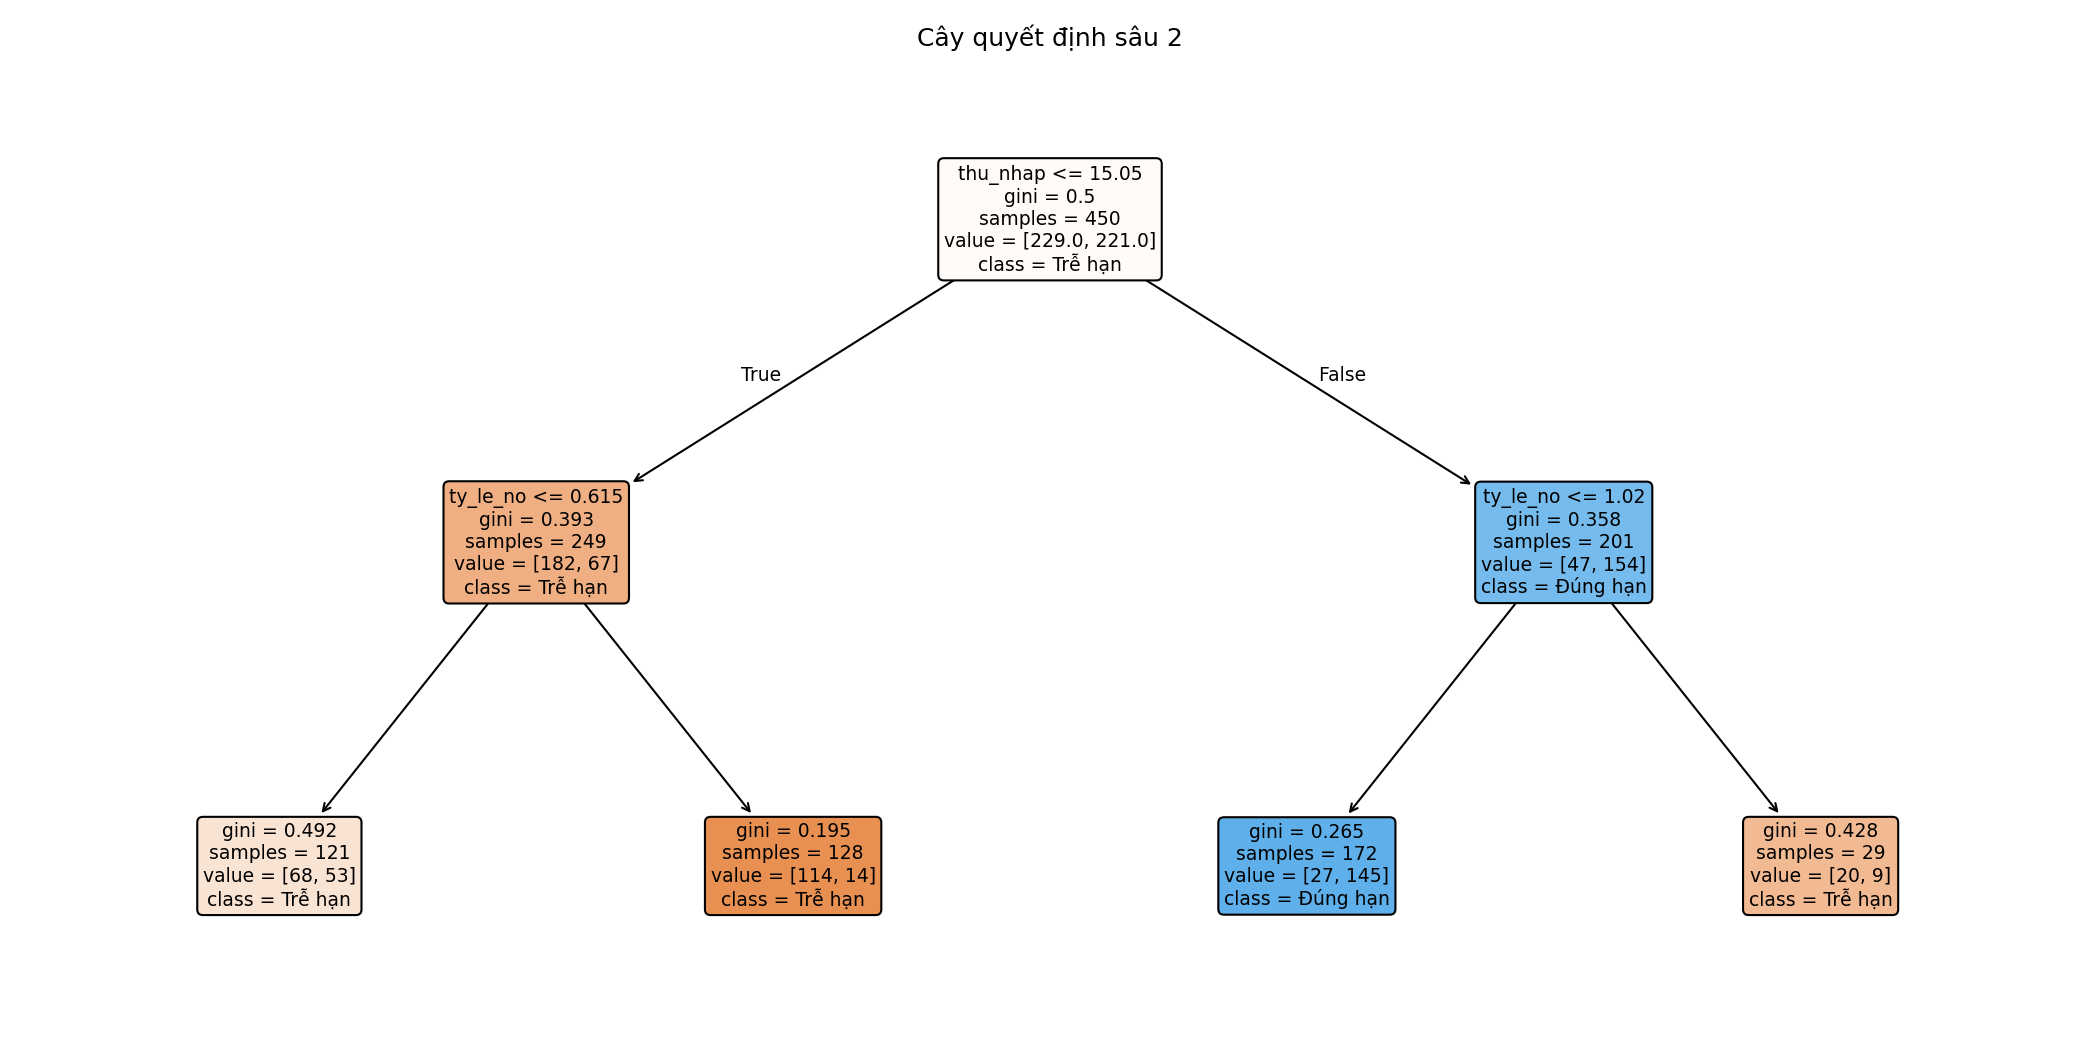 Cây quyết định sâu 2
thu_nhap <= 15.05
gini = 0.5
samples = 450
value = [229.0, 221.0]
class = Trễ hạn
True
False
ty_le_no <= 0.615
gini = 0.393
samples = 249
value = [182, 67]
class = Trễ hạn
ty_le_no <= 1.02
gini = 0.358
samples = 201
value = [47, 154]
class = Đúng hạn
gini = 0.492
samples = 121
value = [68, 53]
class = Trễ hạn
gini = 0.195
samples = 128
value = [114, 14]
class = Trễ hạn
gini = 0.265
samples = 172
value = [27, 145]
class = Đúng hạn
gini = 0.428
samples = 29
value = [20, 9]
class = Trễ hạn